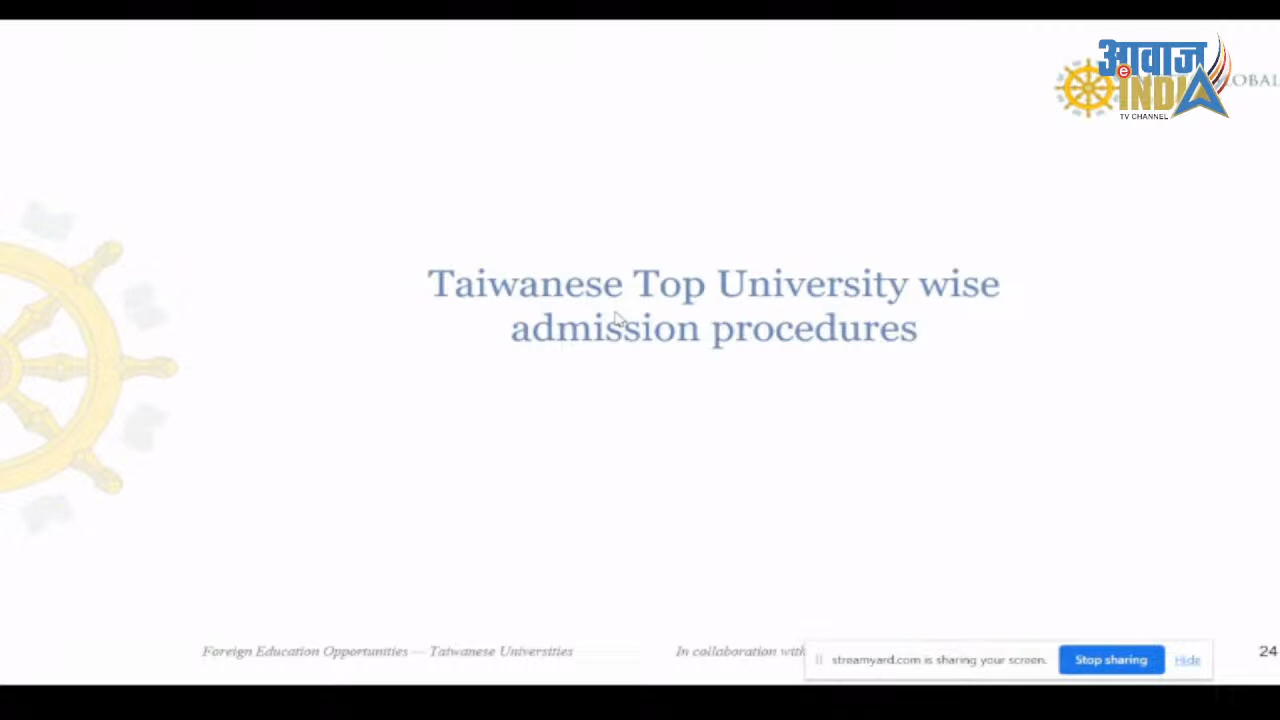 आवाज
e
INDIA
TV CHANNEL
Taiwanese Top University wise
admission procedures
Foreign Education Opportunities — Taiwanese Universities
In collaboration with
streamyard.com is sharing your screen.
Stop sharing
Hide
24